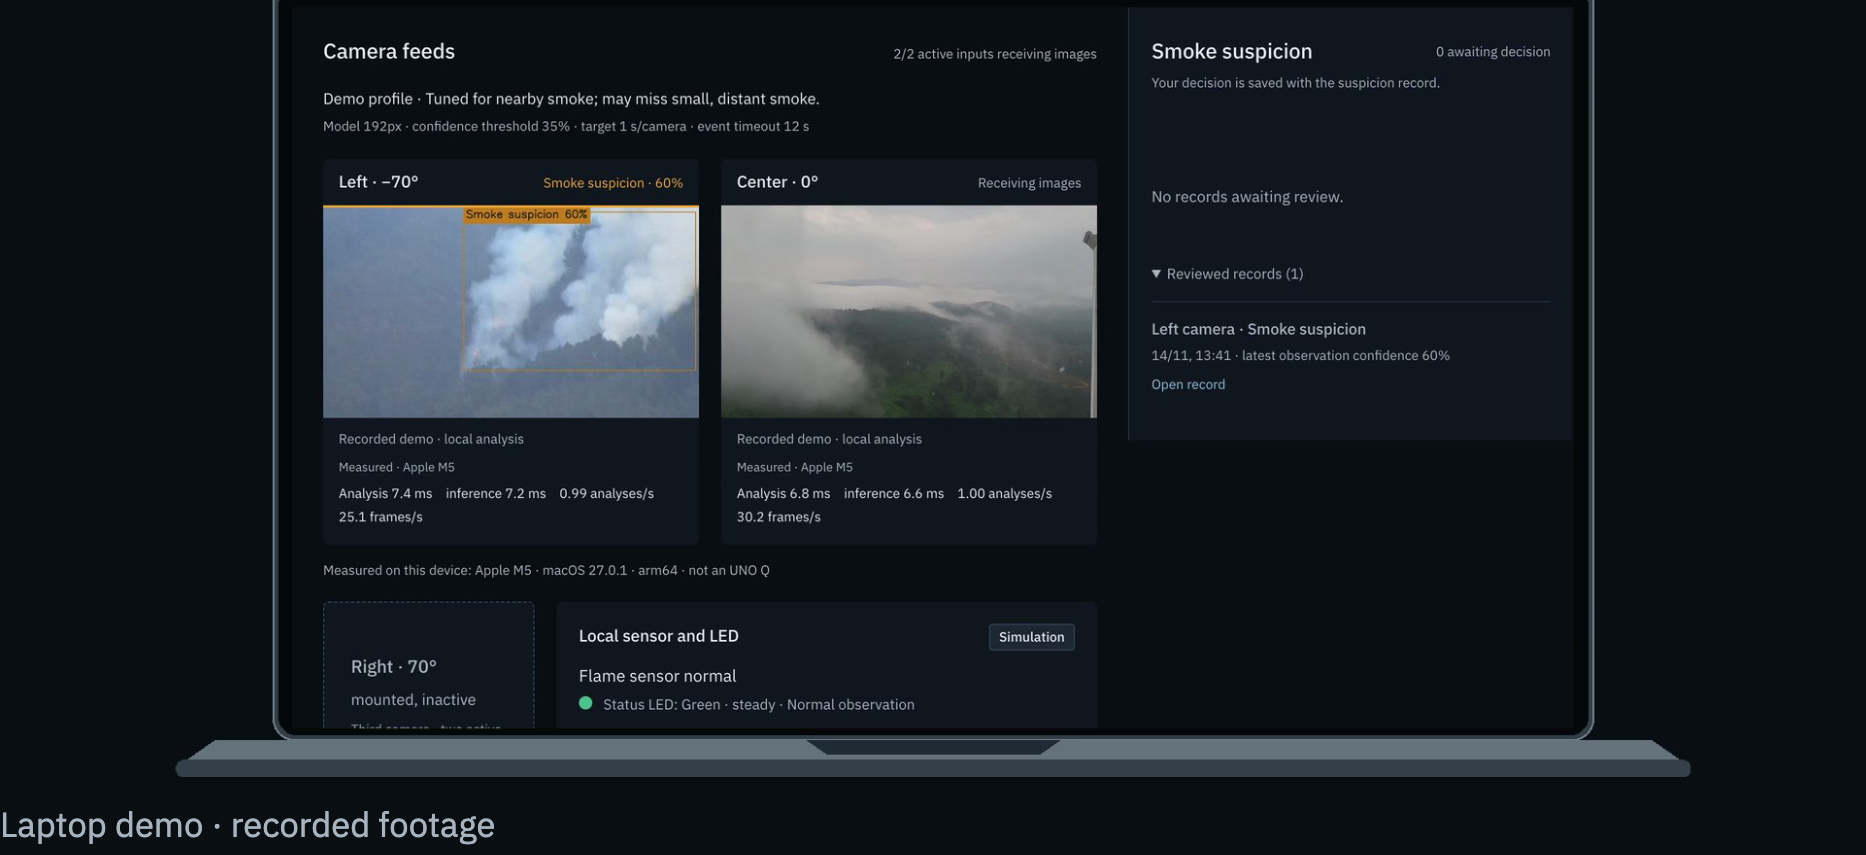 Camera feeds
2/2 active inputs receiving images
Demo profile · Tuned for nearby smoke; may miss small, distant smoke.
Model 192px · confidence threshold 35% · target 1 s/camera · event timeout 12 s
Left · −70°
Smoke suspicion · 60%
Smoke suspicion 60%
Recorded demo · local analysis
Measured · Apple M5
Analysis 7.4 ms inference 7.2 ms 0.99 analyses/s
25.1 frames/s
Center · 0°
Receiving images
Recorded demo · local analysis
Measured · Apple M5
Analysis 6.8 ms inference 6.6 ms 1.00 analyses/s
30.2 frames/s
Measured on this device: Apple M5 · macOS 27.0.1 · arm64 · not an UNO Q
Right · 70°
mounted, inactive
Third camera · two active
Local sensor and LED
Simulation
Flame sensor normal
Status LED: Green · steady · Normal observation
Smoke suspicion
0 awaiting decision
Your decision is saved with the suspicion record.
No records awaiting review.
▼ Reviewed records (1)
Left camera · Smoke suspicion
14/11, 13:41 · latest observation confidence 60%
Open record
Laptop demo · recorded footage